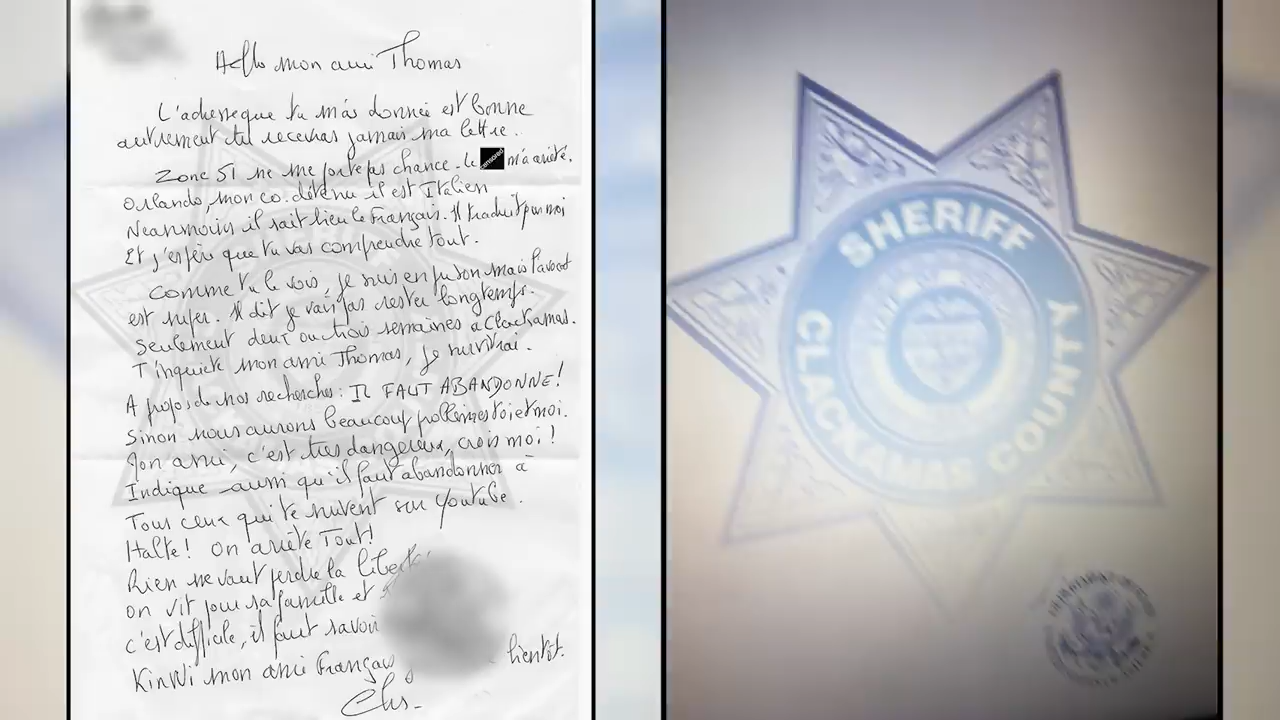 Hello mon ami Thomas
L'adresse que tu m'as donnée est bonne
autrement tu recevras jamais ma lettre.
Zone 51 ne me porte pas chance. le censored m'a arrêté.
Orlando, mon co. détenu il est Italien
Néanmoins il sait bien le Français. Il traduit pour moi
Et j'espère que tu vas comprendre tout.
Comme tu le vois, je suis en prison mais l'avocat
est super. Il dit je vais pas rester longtemps.
Seulement deux ou trois semaines a Clackamas.
T'inquiete mon ami Thomas, je survivrai.
A propos de nos recherches: IL FAUT ABANDONNE!
Sinon nous aurons beaucoup toi et moi.
Mon ami, c'est très dangereux, crois moi!
Indique aussi qu'il faut abandonner à
Tous ceux qui te suivent sur Youtube.
Halte! On arrête Tout!
Rien ne vaut perdre la
on vit pour sa famille et
c'est difficile, il faut savoir
KinWi mon ami Français bientôt.
Chs.
SHERIFF
CLACKAMAS COUNTY